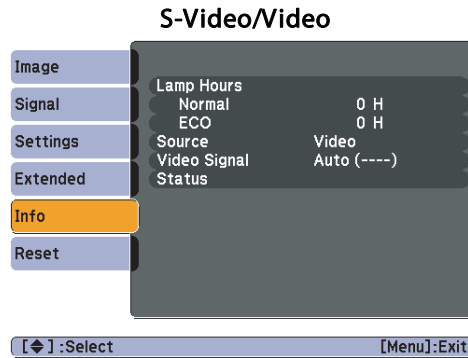 S-Video/Video
Image
Signal
Settings
Extended
Info
Reset
Lamp Hours
Normal 0 H
ECO 0 H
Source Video
Video Signal Auto (----)
Status
[◆] :Select [Menu]:Exit